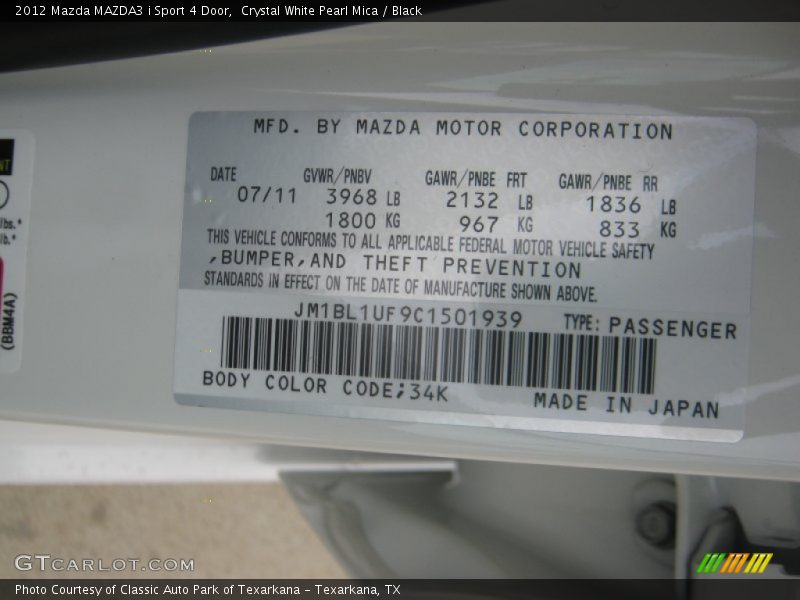 2012 Mazda MAZDA3 i Sport 4 Door, Crystal White Pearl Mica / Black
MFD. BY MAZDA MOTOR CORPORATION
DATE GVWR/PNBV GAWR/PNBE FRT GAWR/PNBE RR
07/11 3968 LB 2132 LB 1836 LB
1800 KG 967 KG 833 KG
THIS VEHICLE CONFORMS TO ALL APPLICABLE FEDERAL MOTOR VEHICLE SAFETY
,BUMPER,AND THEFT PREVENTION
STANDARDS IN EFFECT ON THE DATE OF MANUFACTURE SHOWN ABOVE.
JM1BL1UF9C1501939 TYPE: PASSENGER
BODY COLOR CODE;34K MADE IN JAPAN
lbs.*
lb.*
(BBM4A)
GTCARLOT.COM
Photo Courtesy of Classic Auto Park of Texarkana - Texarkana, TX